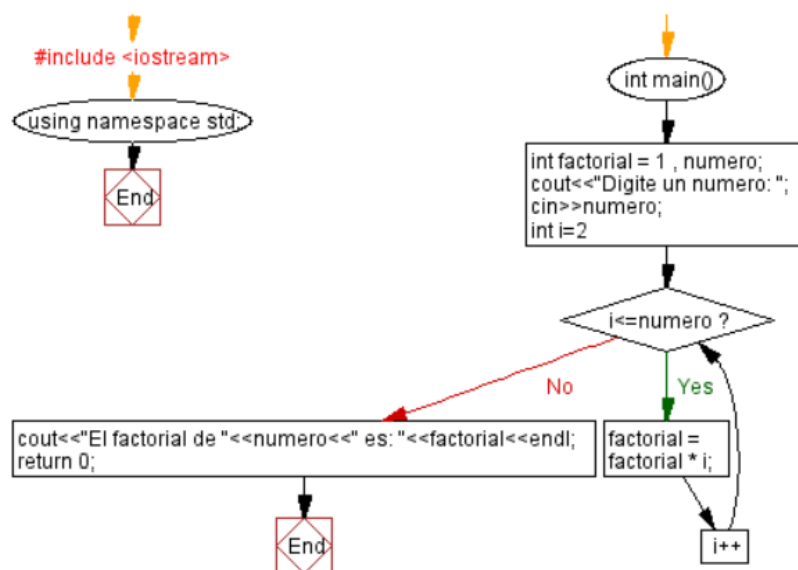 #include <iostream>
using namespace std;
End
int main()
int factorial = 1 , numero;
cout<<"Digite un numero: ";
cin>>numero;
int i=2
i<=numero ?
No
Yes
cout<<"El factorial de "<<numero<<" es: "<<factorial<<endl;
return 0;
factorial =
factorial * i;
End
i++